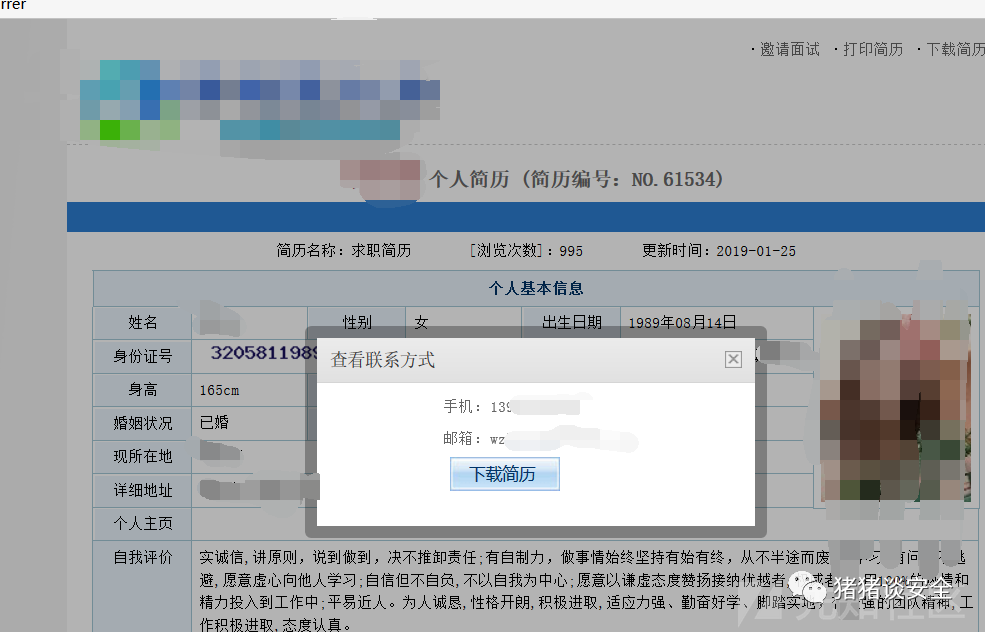 rrer
·邀请面试 ·打印简历 ·下载简历
个人简历（简历编号：NO.61534）
简历名称：求职简历 [浏览次数]：995 更新时间：2019-01-25
个人基本信息
姓名 性别 女 出生日期 1989年08月14日
身份证号 3205811989
查看联系方式
身高 165cm
手机：139
婚姻状况 已婚
邮箱：wz
现所在地
下载简历
详细地址
个人主页
自我评价 实诚信,讲原则，说到做到，决不推卸责任;有自制力，做事情始终坚持有始有终，从不半途而废
避,愿意虚心向他人学习;自信但不自负,不以自我为中心;愿意以谦虚态度赞扬接纳优越者
猪猪谈安全
精力投入到工作中;平易近人。为人诚恳,性格开朗,积极进取,适应力强、勤奋好学、脚踏实地，
强的团队精神,工
作积极进取,态度认真。
先知社区